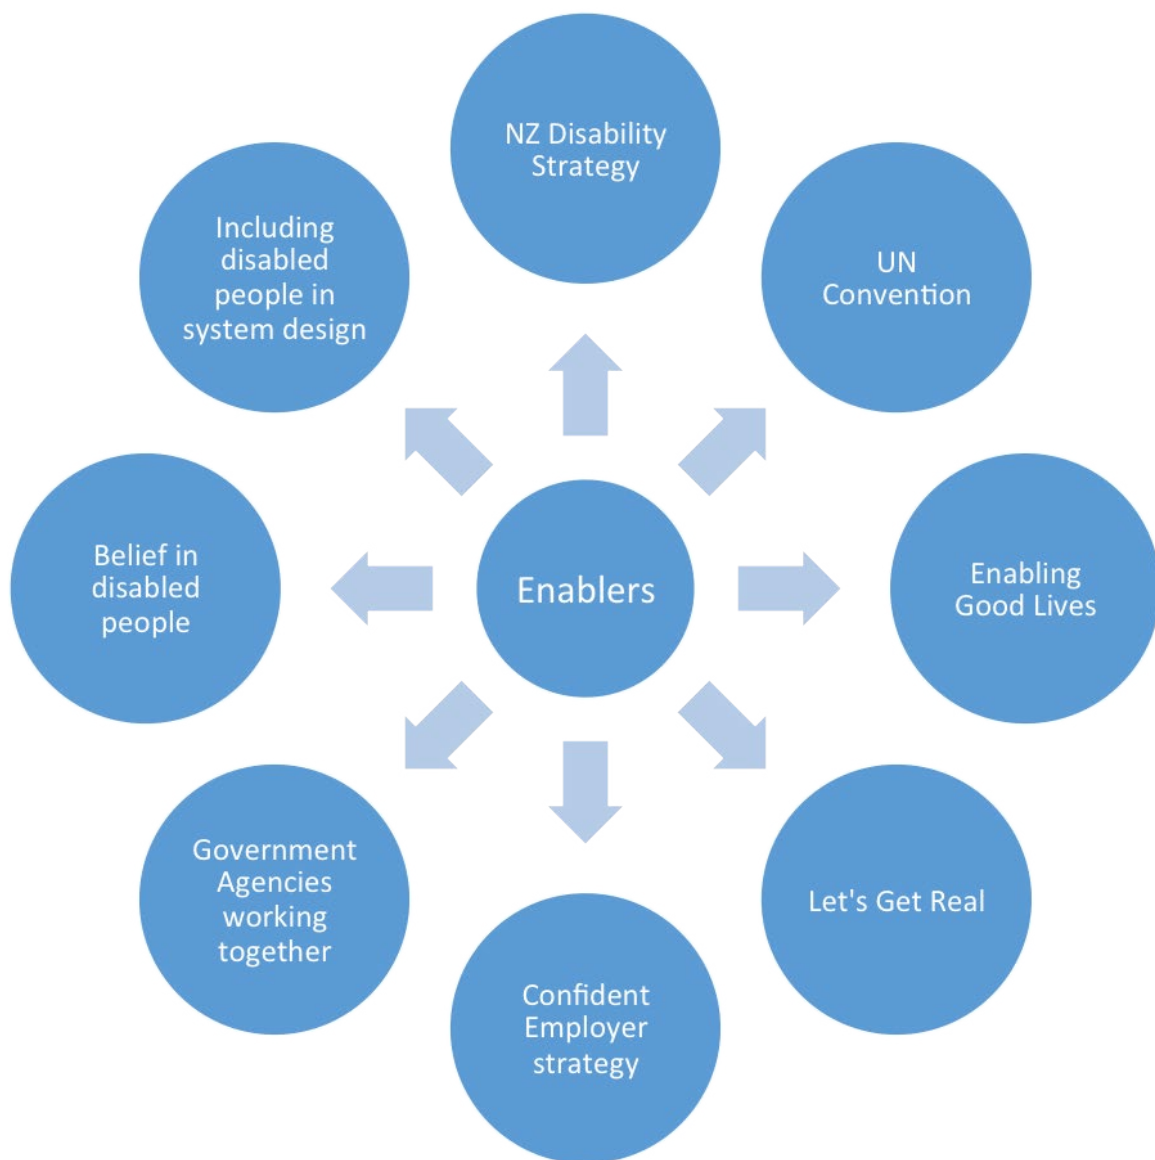 NZ Disability
Strategy
UN
Convention
Enabling
Good Lives
Let's Get Real
Confident
Employer
strategy
Government
Agencies
working
together
Belief in
disabled
people
Including
disabled
people in
system design
Enablers